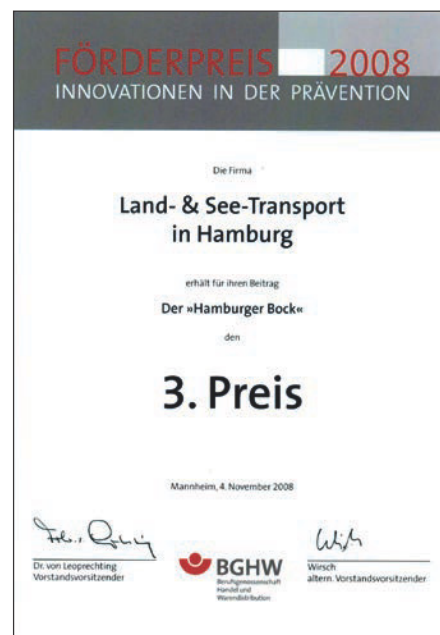 FÖRDERPREIS 2008
INNOVATIONEN IN DER PRÄVENTION
Die Firma
Land- & See-Transport
in Hamburg
erhält für ihren Beitrag
Der »Hamburger Bock«
den
3. Preis
Mannheim, 4. November 2008
Dr. von Leoprechting
Vorstandsvorsitzender
BGHW
Berufsgenossenschaft
Handel und
Warendistribution
Wirsch
altern. Vorstandsvorsitzender